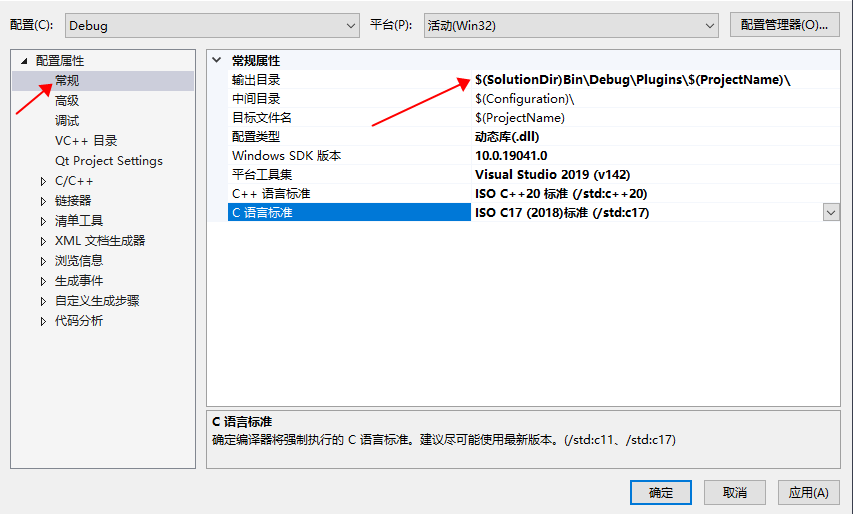 配置(C): Debug 平台(P): 活动(Win32) 配置管理器(O)...
配置属性
常规
高级
调试
VC++ 目录
Qt Project Settings
C/C++
链接器
清单工具
XML 文档生成器
浏览信息
生成事件
自定义生成步骤
代码分析
常规属性
输出目录 $(SolutionDir)Bin\Debug\Plugins\$(ProjectName)\
中间目录 $(Configuration)\
目标文件名 $(ProjectName)
配置类型 动态库(.dll)
Windows SDK 版本 10.0.19041.0
平台工具集 Visual Studio 2019 (v142)
C++ 语言标准 ISO C++20 标准 (/std:c++20)
C 语言标准 ISO C17 (2018)标准 (/std:c17)
C 语言标准
确定编译器将强制执行的 C 语言标准。建议尽可能使用最新版本。(/std:c11、/std:c17)
确定 取消 应用(A)